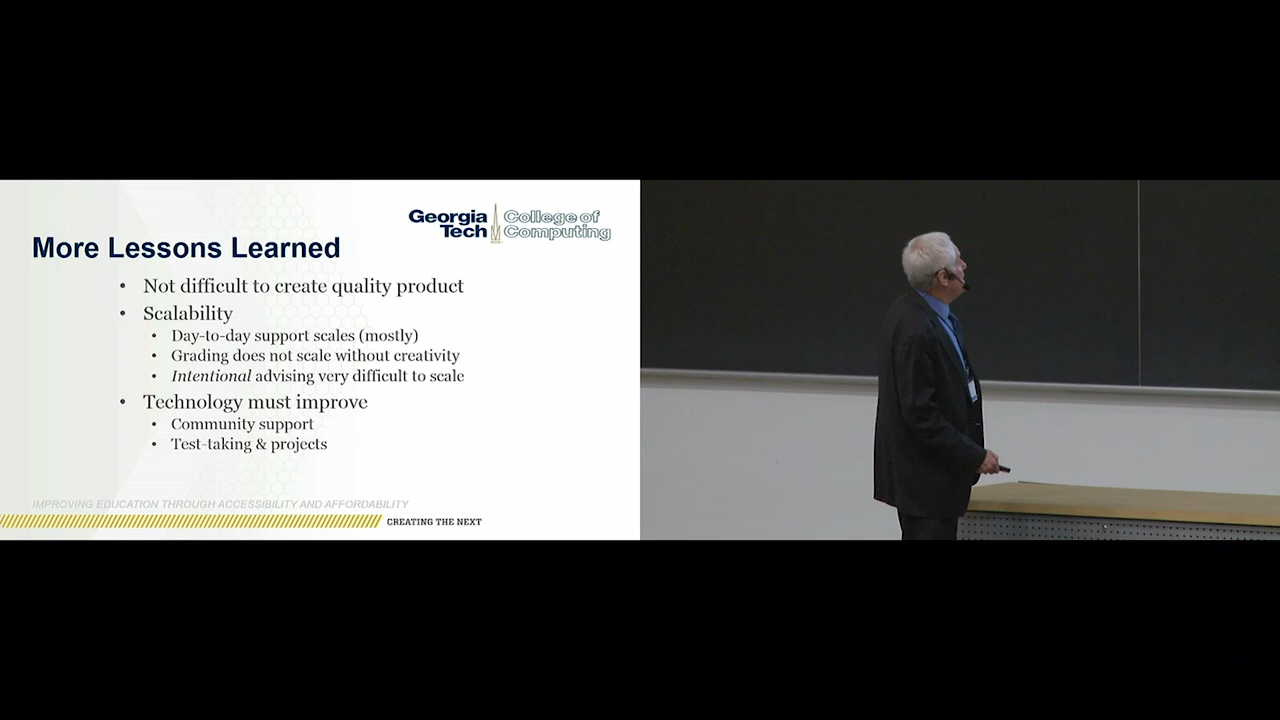 Georgia Tech College of Computing
More Lessons Learned
• Not difficult to create quality product
• Scalability
• Day-to-day support scales (mostly)
• Grading does not scale without creativity
• Intentional advising very difficult to scale
• Technology must improve
• Community support
• Test-taking & projects
IMPROVING EDUCATION THROUGH ACCESSIBILITY AND AFFORDABILITY
CREATING THE NEXT